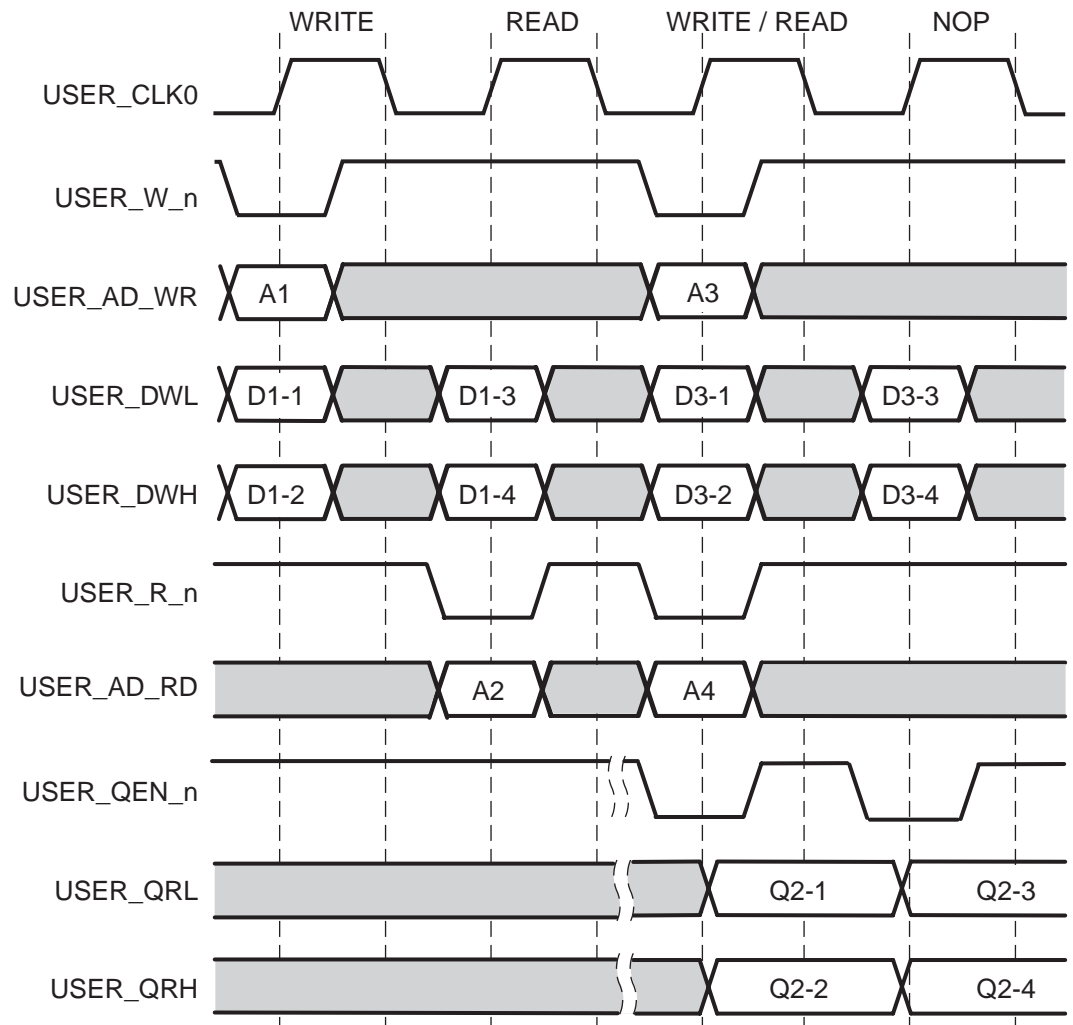 WRITE READ WRITE / READ NOP
USER_CLK0
USER_W_n
USER_AD_WR A1 A3
USER_DWL D1-1 D1-3 D3-1 D3-3
USER_DWH D1-2 D1-4 D3-2 D3-4
USER_R_n
USER_AD_RD A2 A4
USER_QEN_n
USER_QRL Q2-1 Q2-3
USER_QRH Q2-2 Q2-4